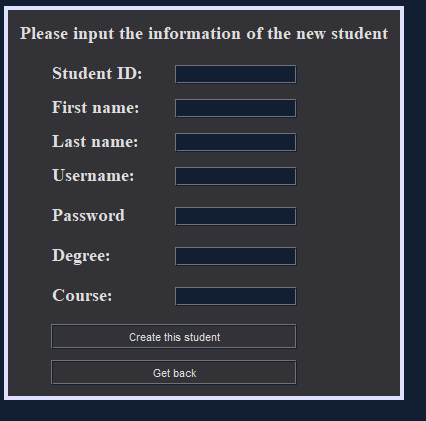 Please input the information of the new student
Student ID:
First name:
Last name:
Username:
Password
Degree:
Course:
Create this student
Get back